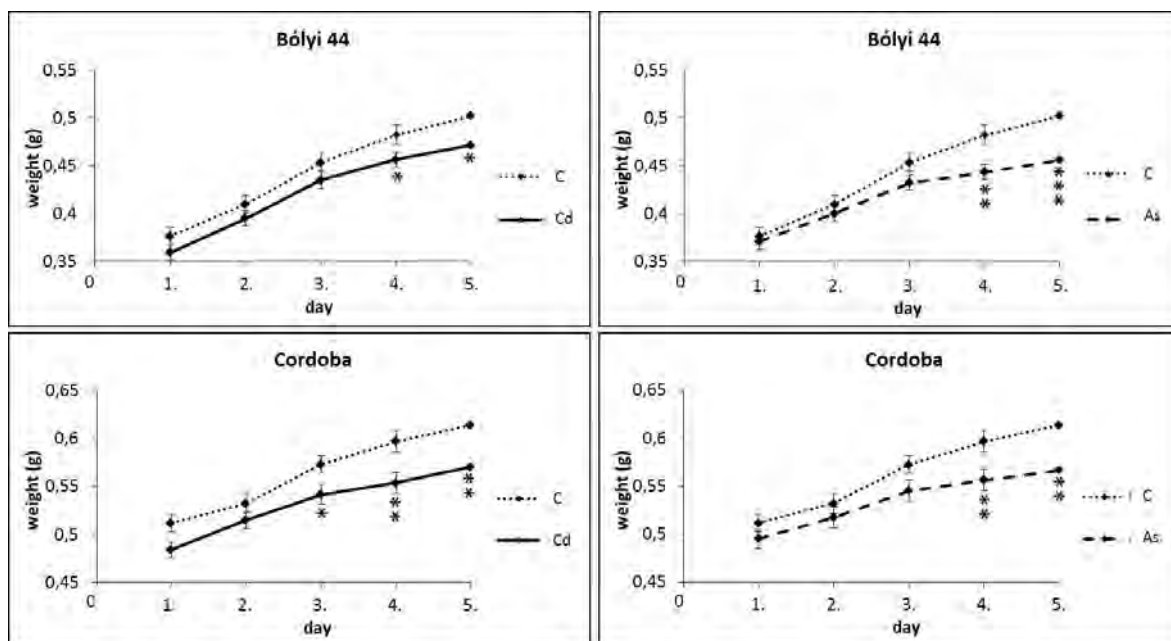 Bólyi 44
0,55
0,5
0,45
0,4
0,35
weight (g)
0
1.
2.
3.
4.
5.
day
*
*
C
Cd
Bólyi 44
0,55
0,5
0,45
0,4
0,35
weight (g)
0
1.
2.
3.
4.
5.
day
**
***
C
As
Cordoba
0,65
0,6
0,55
0,5
0,45
weight (g)
0
1.
2.
3.
4.
5.
day
*
**
**
C
Cd
Cordoba
0,65
0,6
0,55
0,5
0,45
weight (g)
0
1.
2.
3.
4.
5.
day
**
**
C
As